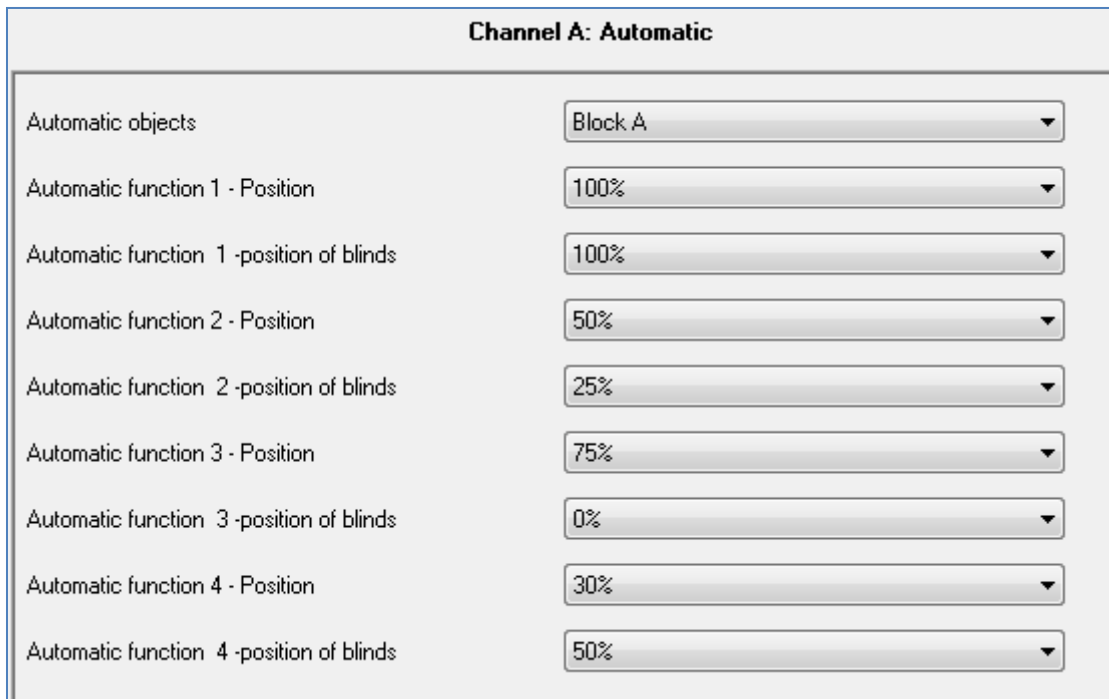 Channel A: Automatic
Automatic objects Block A
Automatic function 1 - Position 100%
Automatic function 1 -position of blinds 100%
Automatic function 2 - Position 50%
Automatic function 2 -position of blinds 25%
Automatic function 3 - Position 75%
Automatic function 3 -position of blinds 0%
Automatic function 4 - Position 30%
Automatic function 4 -position of blinds 50%